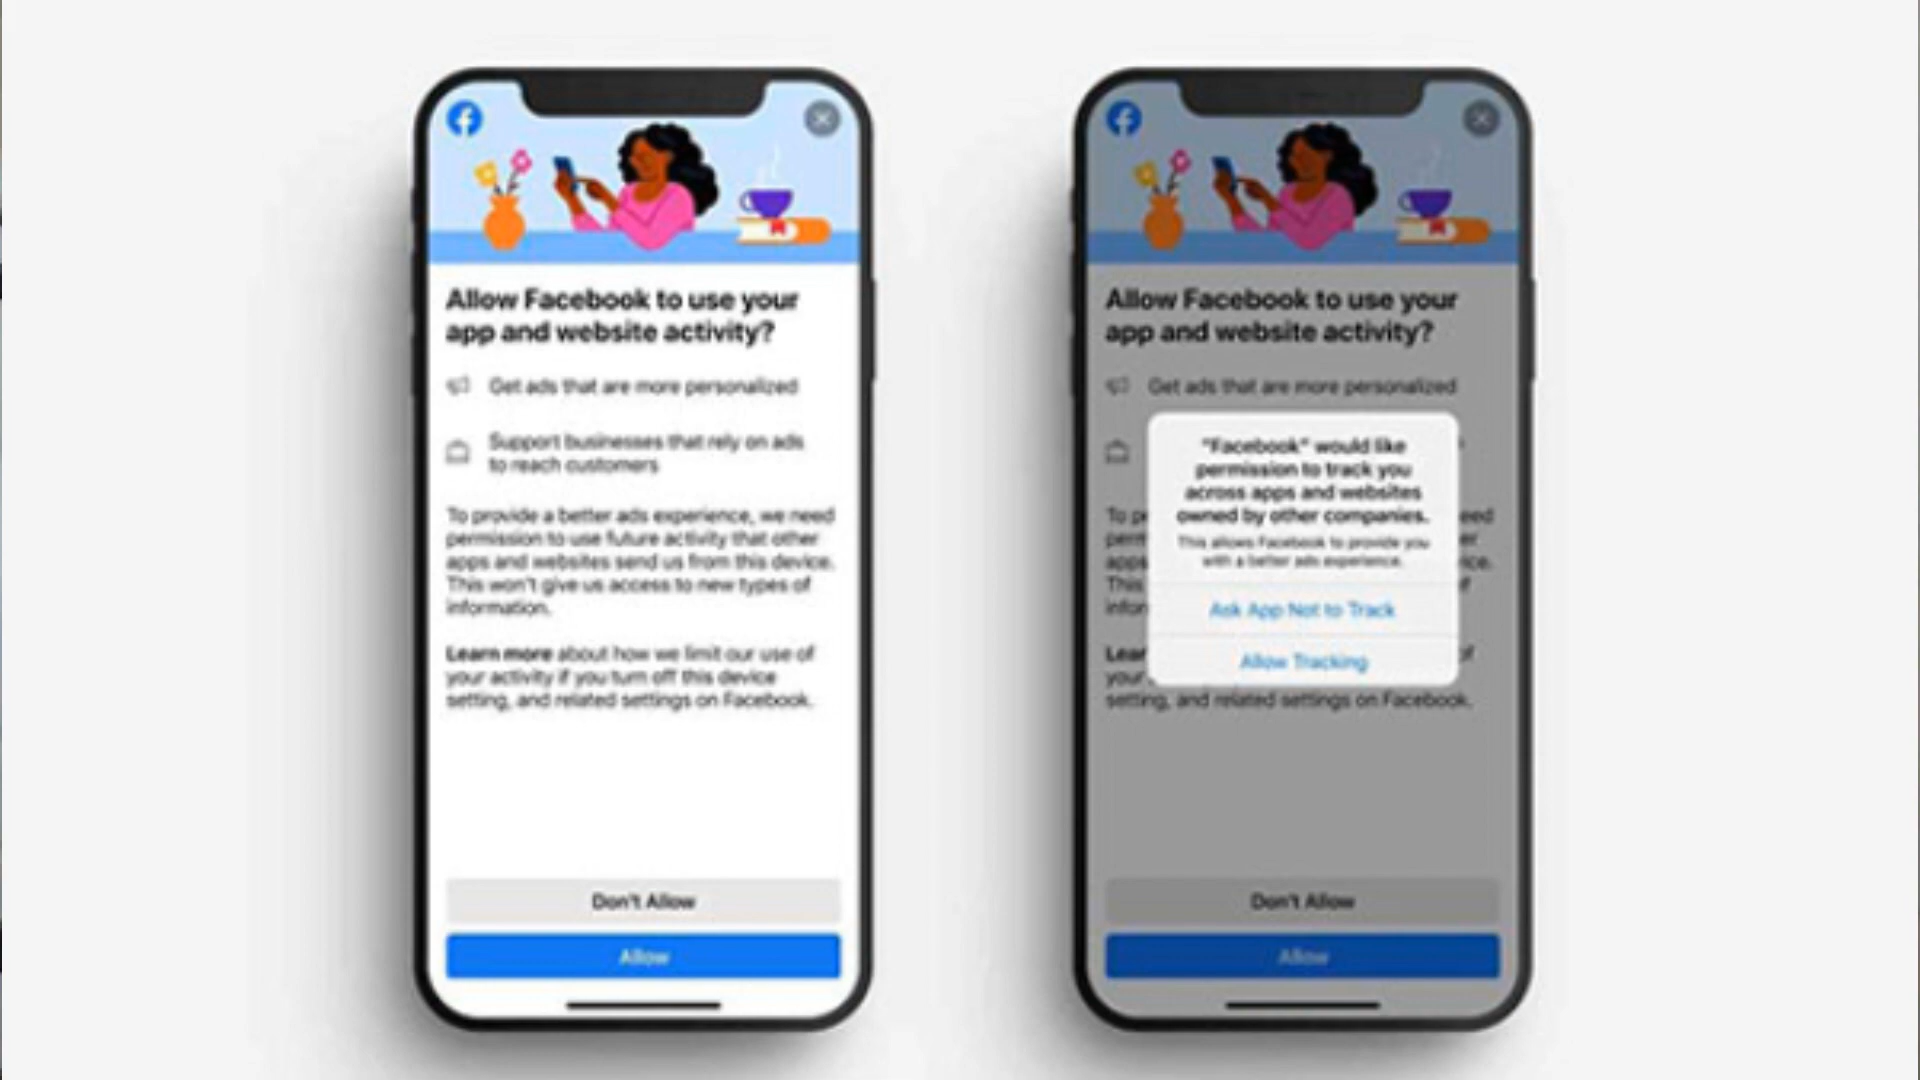 Allow Facebook to use your
app and website activity?
Get ads that are more personalized
Support businesses that rely on ads
to reach customers
To provide a better ads experience, we need
permission to use future activity that other
apps and websites send us from this device.
This won't give us access to new types of
information.
Learn more about how we limit our use of
your activity if you turn off this device
setting, and related settings on Facebook.
Don't Allow
Allow
Allow Facebook to use your
app and website activity?
Get ads that are more personalized
"Facebook" would like
permission to track you
across apps and websites
owned by other companies.
This allows Facebook to provide you
with a better ads experience.
Ask App Not to Track
Allow Tracking
setting, and related settings on Facebook.
Don't Allow
Allow